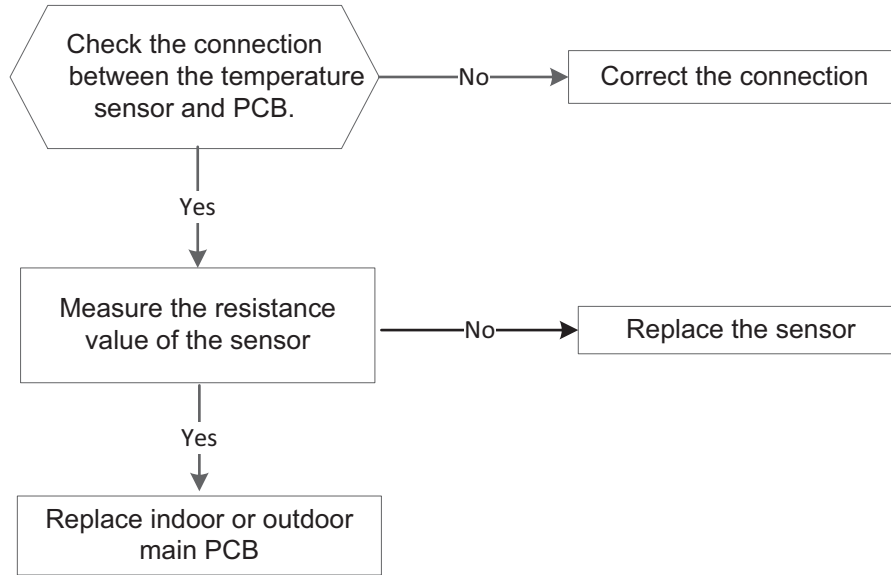 Check the connection
between the temperature
sensor and PCB.
No
Correct the connection
Yes
Measure the resistance
value of the sensor
No
Replace the sensor
Yes
Replace indoor or outdoor
main PCB